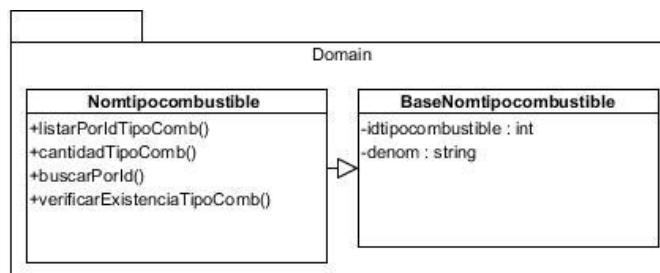 Domain
Nomtipocombustible
+listarPorIdTipoComb()
+cantidadTipoComb()
+buscarPorId()
+verificarExistenciaTipoComb()
BaseNomtipocombustible
-idtipocombustible : int
-denom : string